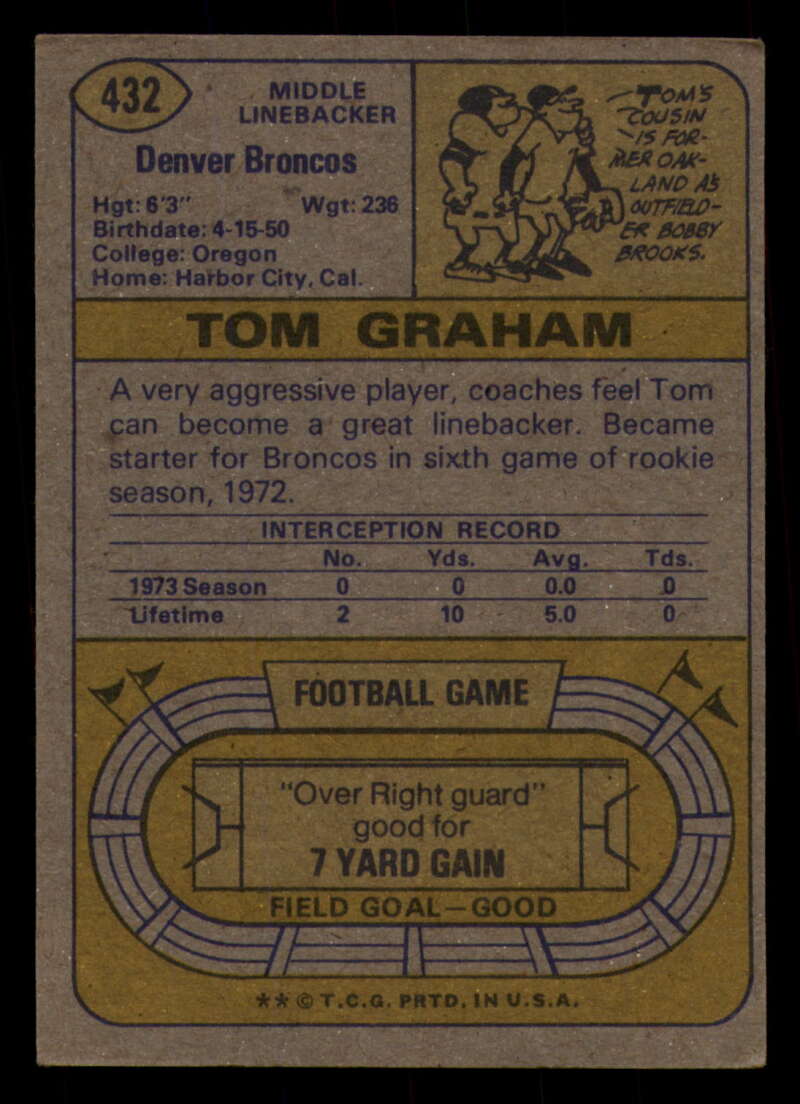 432
MIDDLE
LINEBACKER
Denver Broncos
Hgt: 6'3" Wgt: 236
Birthdate: 4-15-50
College: Oregon
Home: Harbor City, Cal.
TOM'S
COUSIN
IS FOR-
MER OAK-
LAND A'S
OUTFIELD-
ER BOBBY
BROOKS.
TOM GRAHAM
A very aggressive player, coaches feel Tom
can become a great linebacker. Became
starter for Broncos in sixth game of rookie
season, 1972.
INTERCEPTION RECORD
No. Yds. Avg. Tds.
1973 Season 0 0 0.0 0
Lifetime 2 10 5.0 0
FOOTBALL GAME
"Over Right guard"
good for
7 YARD GAIN
FIELD GOAL—GOOD
** © T.C.G. PRTD. IN U.S.A.